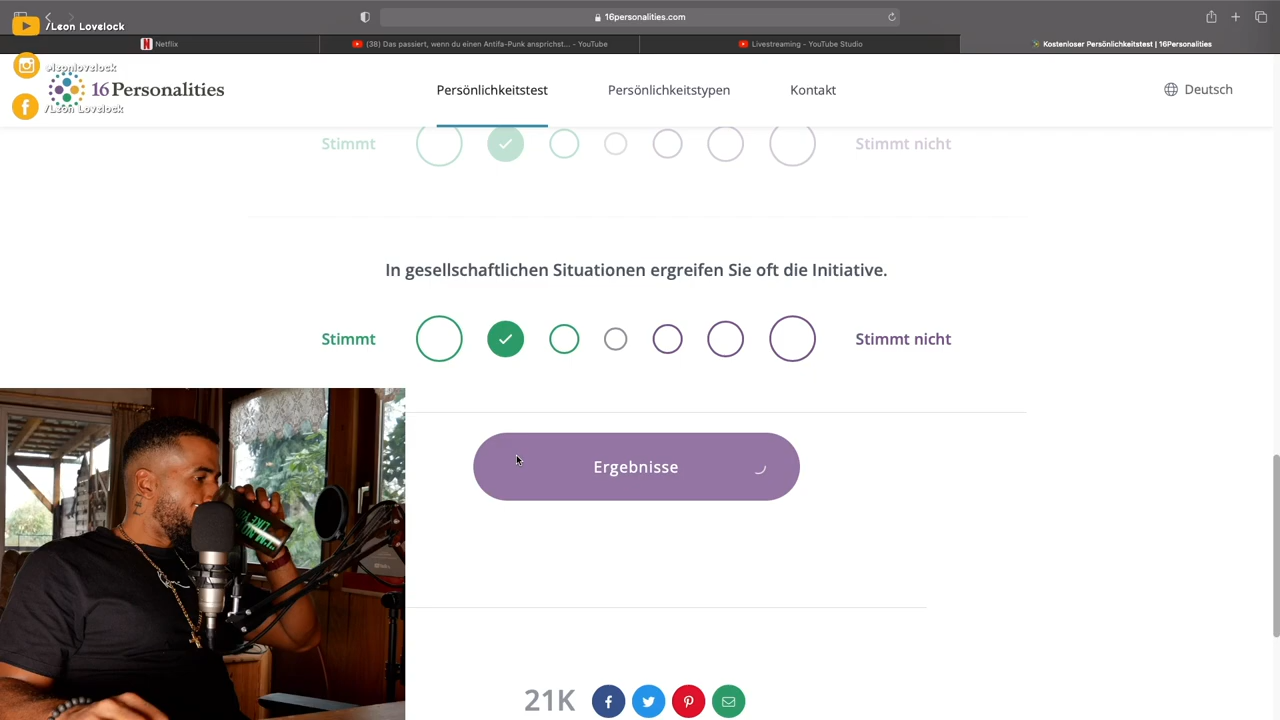 /Leon Lovelock
16personalities.com
Netflix
(38) Das passiert, wenn du einen Antifa-Punk ansprichst... - YouTube
Livestreaming - YouTube Studio
Kostenloser Persönlichkeitstest | 16Personalities
@leonlovelock
16Personalities
/Leon Lovelock
Persönlichkeitstest
Persönlichkeitstypen
Kontakt
Deutsch
Stimmt
Stimmt nicht
In gesellschaftlichen Situationen ergreifen Sie oft die Initiative.
Stimmt
Stimmt nicht
Ergebnisse
21K